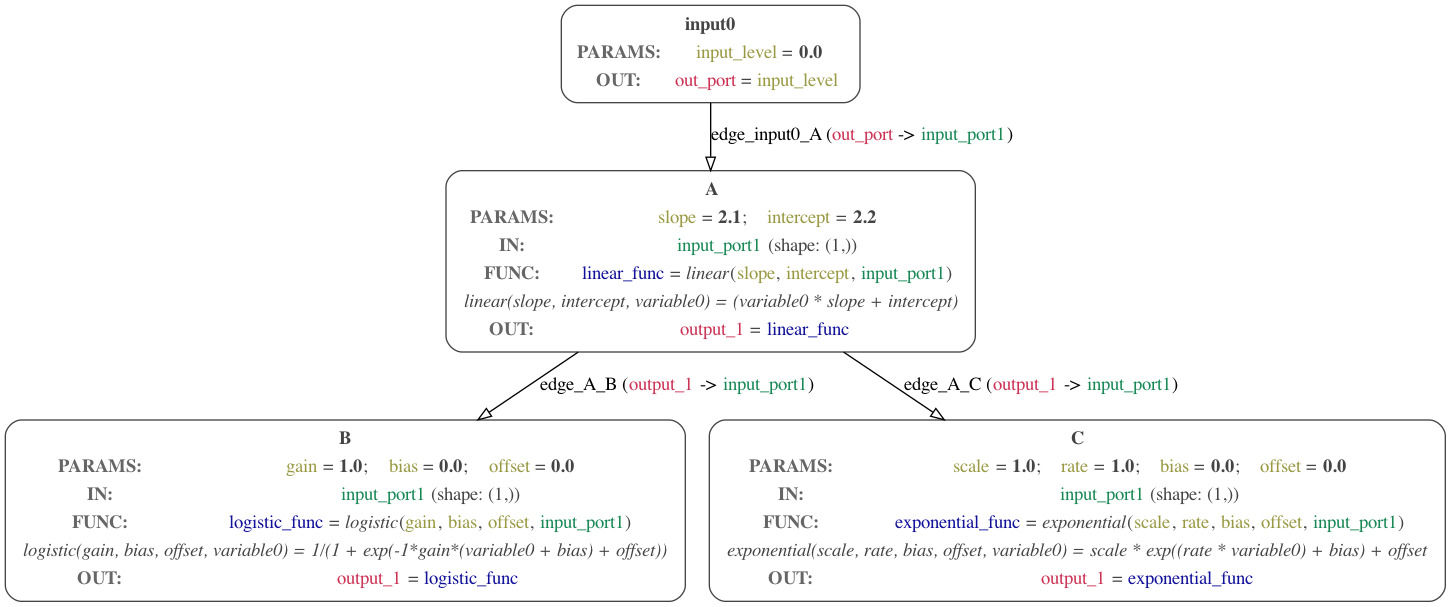 input0
PARAMS: input_level = 0.0
OUT: out_port = input_level
edge_input0_A (out_port -> input_port1)
A
PARAMS: slope = 2.1; intercept = 2.2
IN: input_port1 (shape: (1,))
FUNC: linear_func = linear(slope, intercept, input_port1)
linear(slope, intercept, variable0) = (variable0 * slope + intercept)
OUT: output_1 = linear_func
edge_A_B (output_1 -> input_port1)
edge_A_C (output_1 -> input_port1)
B
PARAMS: gain = 1.0; bias = 0.0; offset = 0.0
IN: input_port1 (shape: (1,))
FUNC: logistic_func = logistic(gain, bias, offset, input_port1)
logistic(gain, bias, offset, variable0) = 1/(1 + exp(-1*gain*(variable0 + bias) + offset))
OUT: output_1 = logistic_func
C
PARAMS: scale = 1.0; rate = 1.0; bias = 0.0; offset = 0.0
IN: input_port1 (shape: (1,))
FUNC: exponential_func = exponential(scale, rate, bias, offset, input_port1)
exponential(scale, rate, bias, offset, variable0) = scale * exp((rate * variable0) + bias) + offset
OUT: output_1 = exponential_func